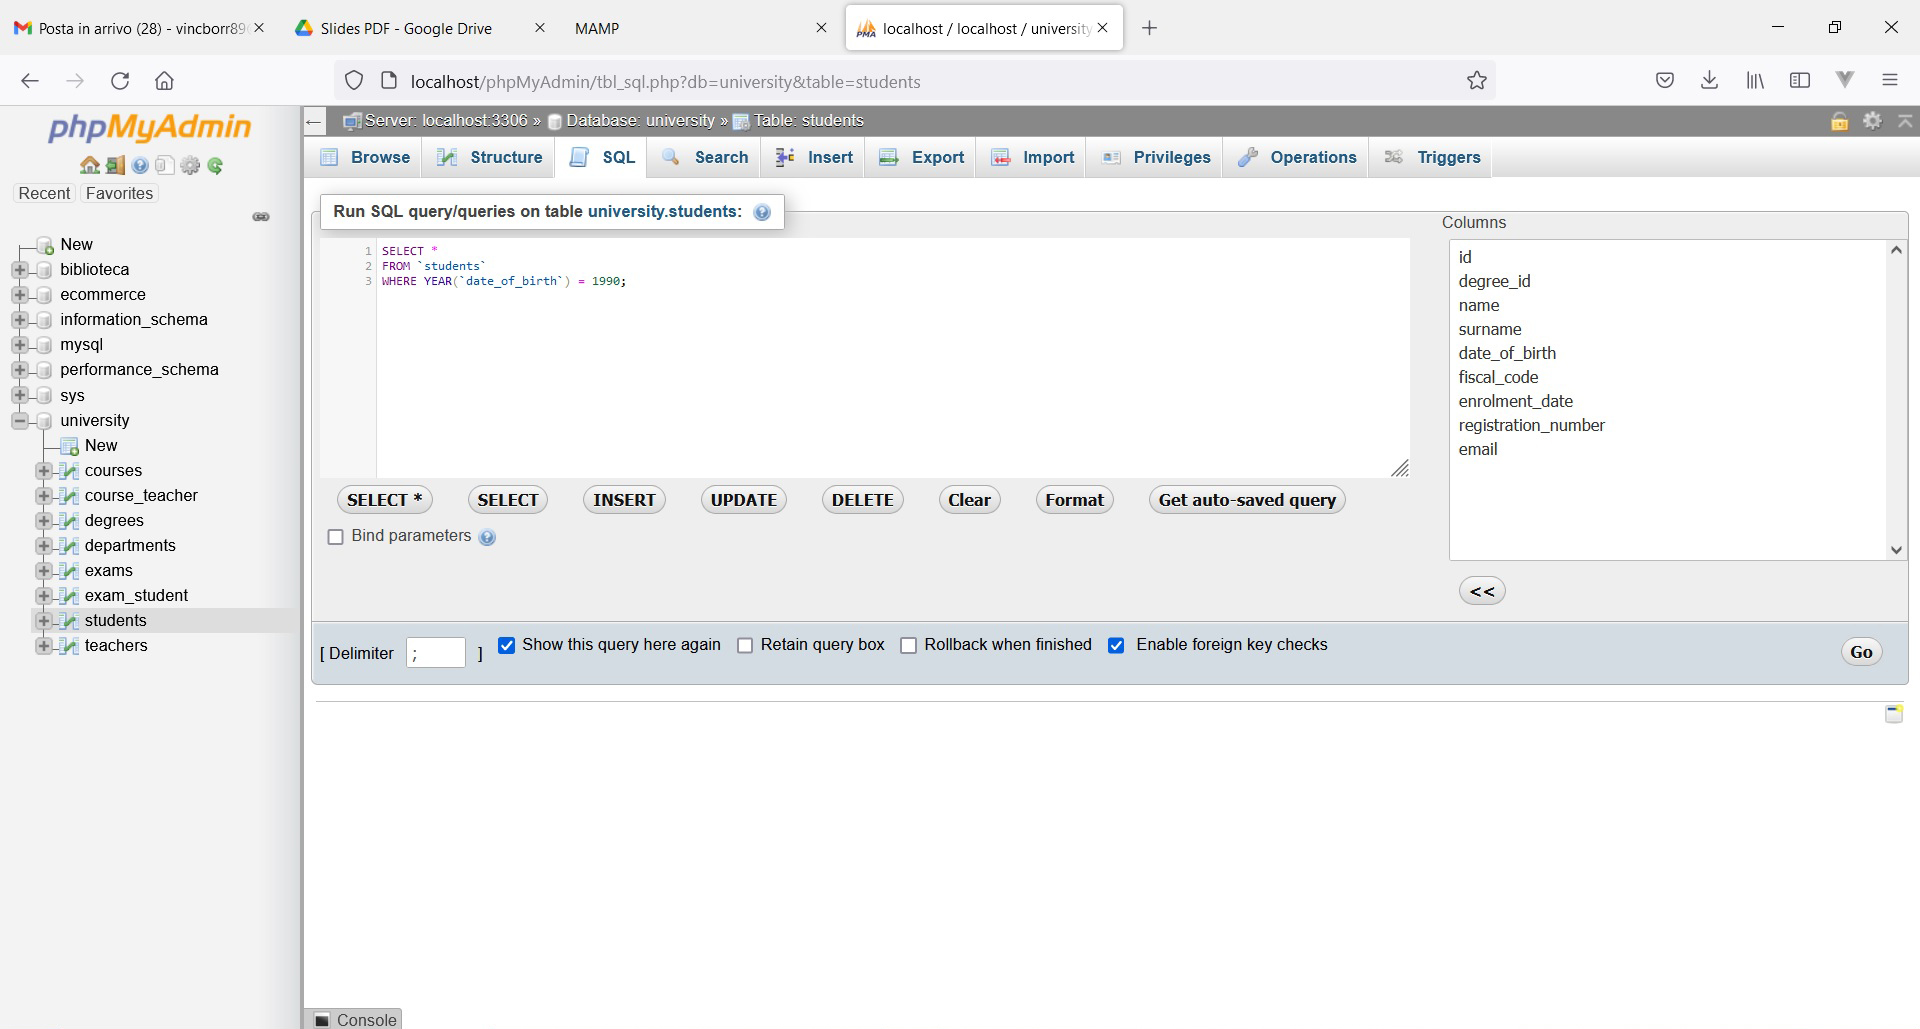 Posta in arrivo (28) - vincborr89
Slides PDF - Google Drive
MAMP
localhost / localhost / university
localhost/phpMyAdmin/tbl_sql.php?db=university&table=students
phpMyAdmin
Recent
Favorites
New
biblioteca
ecommerce
information_schema
mysql
performance_schema
sys
university
New
courses
course_teacher
degrees
departments
exams
exam_student
students
teachers
Server: localhost:3306 » Database: university » Table: students
Browse
Structure
SQL
Search
Insert
Export
Import
Privileges
Operations
Triggers
Run SQL query/queries on table university.students:
1 SELECT *
2 FROM `students`
3 WHERE YEAR(`date_of_birth`) = 1990;
Columns
id
degree_id
name
surname
date_of_birth
fiscal_code
enrolment_date
registration_number
email
SELECT *
SELECT
INSERT
UPDATE
DELETE
Clear
Format
Get auto-saved query
Bind parameters
<<
[ Delimiter ; ]
Show this query here again
Retain query box
Rollback when finished
Enable foreign key checks
Go
Console